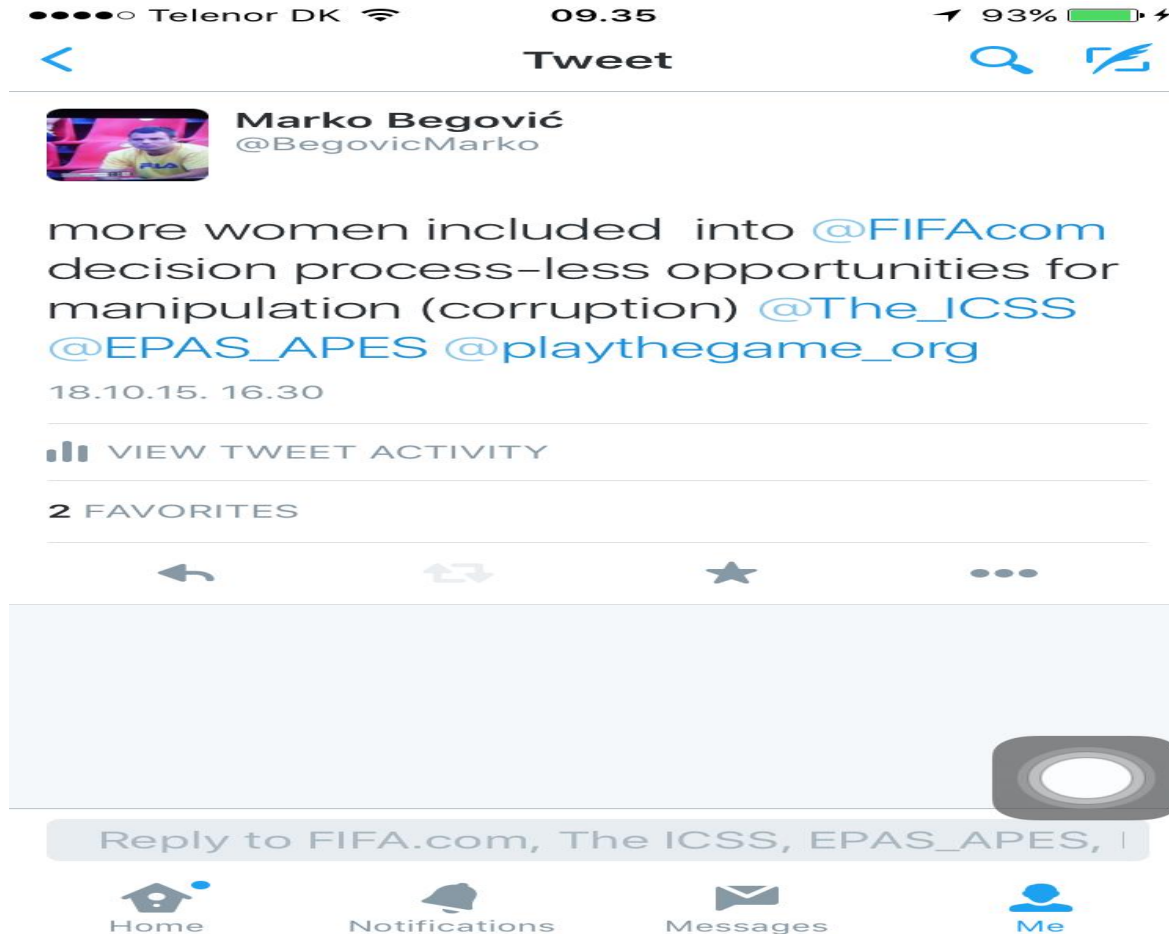 Telenor DK 09.35 93%
Tweet
Marko Begović
@BegovicMarko
FILA
more women included into @FIFAcom
decision process-less opportunities for
manipulation (corruption) @The_ICSS
@EPAS_APES @playthegame_org
18.10.15. 16.30
VIEW TWEET ACTIVITY
2 FAVORITES
Reply to FIFA.com, The ICSS, EPAS_APES,
Home Notifications Messages Me